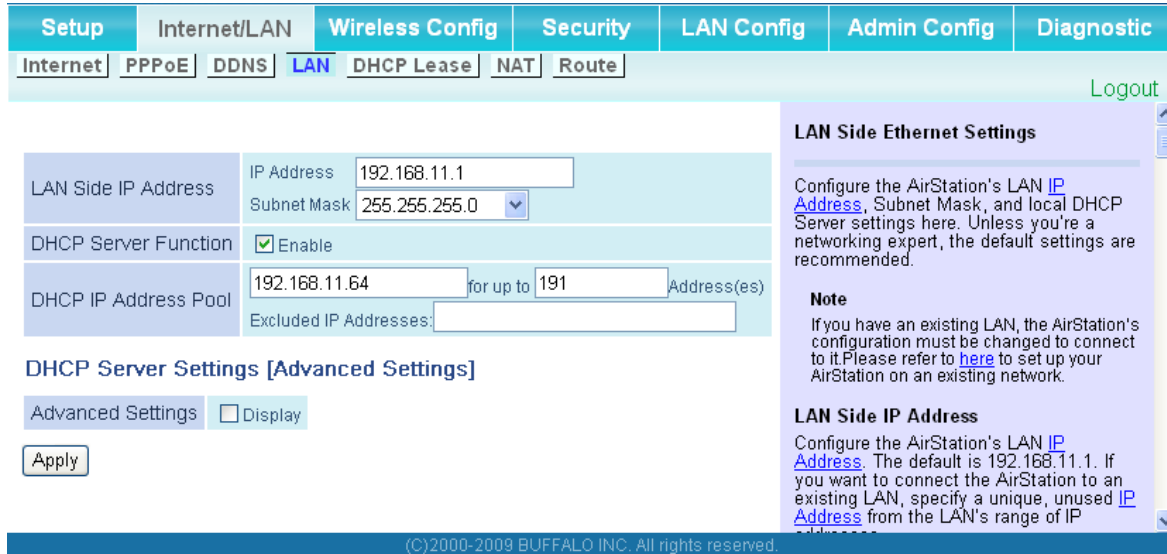 Setup Internet/LAN Wireless Config Security LAN Config Admin Config Diagnostic
Internet PPPoE DDNS LAN DHCP Lease NAT Route
Logout
LAN Side IP Address
IP Address 192.168.11.1
Subnet Mask 255.255.255.0
DHCP Server Function Enable
DHCP IP Address Pool
192.168.11.64 for up to 191 Address(es)
Excluded IP Addresses:
DHCP Server Settings [Advanced Settings]
Advanced Settings Display
Apply
LAN Side Ethernet Settings
Configure the AirStation's LAN IP
Address, Subnet Mask, and local DHCP
Server settings here. Unless you're a
networking expert, the default settings are
recommended.
Note
If you have an existing LAN, the AirStation's
configuration must be changed to connect
to it.Please refer to here to set up your
AirStation on an existing network.
LAN Side IP Address
Configure the AirStation's LAN IP
Address. The default is 192.168.11.1. If
you want to connect the AirStation to an
existing LAN, specify a unique, unused IP
Address from the LAN's range of IP
(C)2000-2009 BUFFALO INC. All rights reserved.